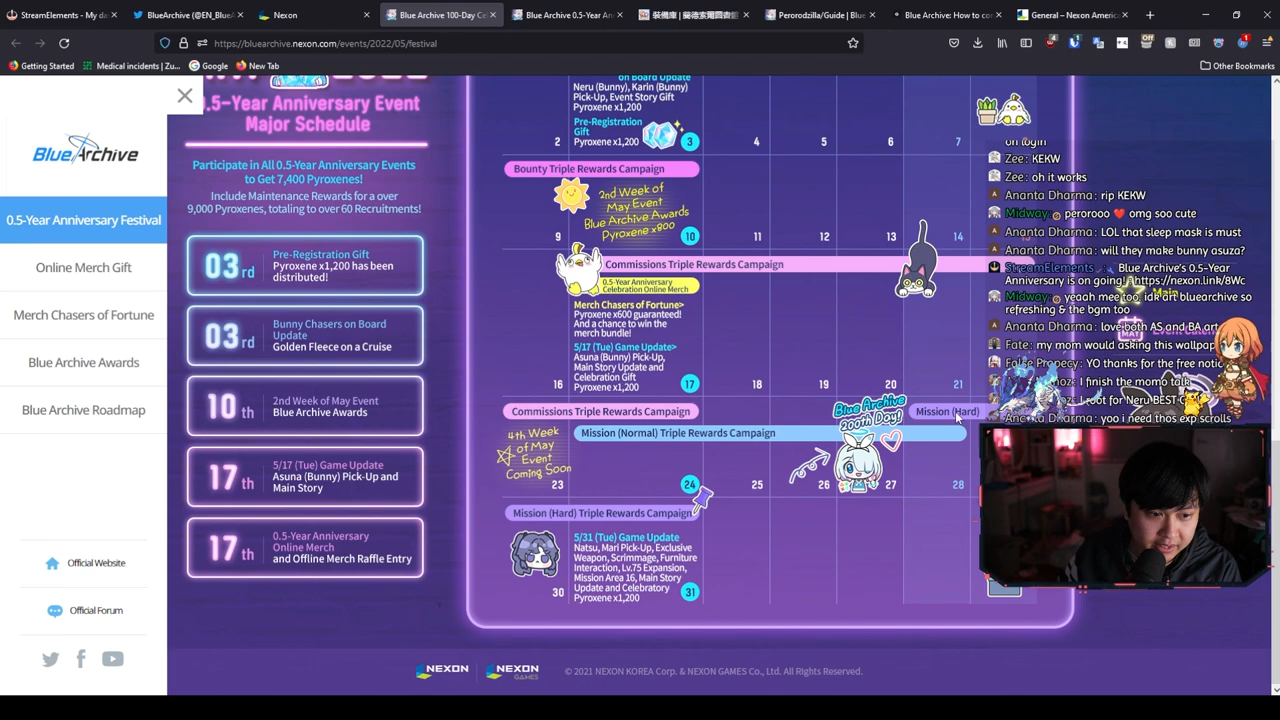 StreamElements - My da
BlueArchive (@EN_BlueA
Nexon
Blue Archive 100-Day Ce
Blue Archive 0.5-Year An
Perorodzilla/Guide | Blue
Blue Archive: How to con
General – Nexon Americ
https://bluearchive.nexon.com/events/2022/05/festival
Getting Started
Medical incidents | Zu...
Google
New Tab
Other Bookmarks
BlueArchive
0.5-Year Anniversary Festival
Online Merch Gift
Merch Chasers of Fortune
Blue Archive Awards
Blue Archive Roadmap
Official Website
Official Forum
0.5-Year Anniversary Event
Major Schedule
Participate in All 0.5-Year Anniversary Events
to Get 7,400 Pyroxenes!
Include Maintenance Rewards for a over
9,000 Pyroxenes, totaling to over 60 Recruitments!
03rd
Pre-Registration Gift
Pyroxene x1,200 has been
distributed!
03rd
Bunny Chasers on Board
Update
Golden Fleece on a Cruise
10th
2nd Week of May Event
Blue Archive Awards
17th
5/17 (Tue) Game Update
Asuna (Bunny) Pick-Up and
Main Story
17th
0.5-Year Anniversary
Online Merch
and Offline Merch Raffle Entry
on Board Update
Neru (Bunny), Karin (Bunny)
Pick-Up, Event Story Gift
Pyroxene x1,200
Pre-Registration
Gift
Pyroxene x1,200
2 3 4 5 6 7
Bounty Triple Rewards Campaign
2nd Week of
May Event
Blue Archive Awards
Pyroxene x800
9 10 11 12 13 14
Commissions Triple Rewards Campaign
0.5-Year Anniversary
Celebration Online Merch
Merch Chasers of Fortune>
Pyroxene x600 guaranteed!
And a chance to win the
merch bundle!
5/17 (Tue) Game Update>
Asuna (Bunny) Pick-Up,
Main Story Update and
Celebration Gift
Pyroxene x1,200
16 17 18 19 20 21
Commissions Triple Rewards Campaign
Blue Archive
200th Day!
Mission (Hard)
Mission (Normal) Triple Rewards Campaign
4th Week
of May
Event
Coming Soon
23 24 25 26 27 28
Mission (Hard) Triple Rewards Campaign
5/31 (Tue) Game Update
Natsu, Mari Pick-Up, Exclusive
Weapon, Scrimmage, Furniture
Interaction, Lv.75 Expansion,
Mission Area 16, Main Story
Update and Celebratory
Pyroxene x1,200
30 31
NEXON
NEXON GAMES
© 2021 NEXON KOREA Corp. & NEXON GAMES Co., Ltd. All Rights Reserved.
on login
Zee: KEKW
Zee: oh it works
Ananta Dharma: rip KEKW
Midway: perorooo ❤ omg soo cute
Ananta Dharma: LOL that sleep mask is must
Ananta Dharma: will they make bunny asuzo?
StreamElements: Blue Archive's 0.5-Year
Anniversary is on going! https://nexon.link/8Wc
Midway: yeaah mee too
bluearchive so
refreshing & the bgm too
Ananta Dharma: love both AS and BA art
Fate: my mom would asking this wallpap
YO thanks for the free notic
I finish the momo talk
I root for Neru BEST
Ananta Dharma: yoo i need thos exp scrolls